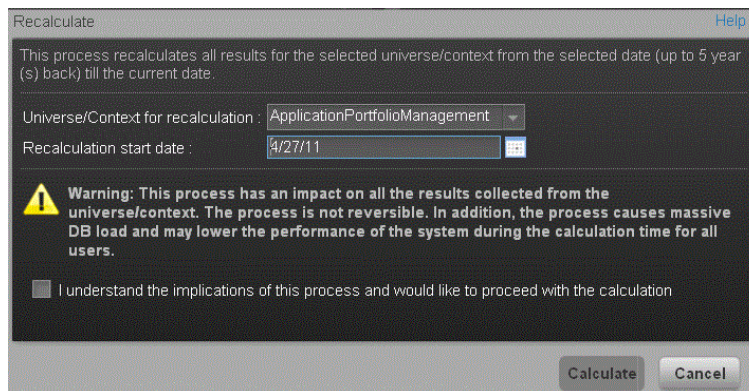 Recalculate Help
This process recalculates all results for the selected universe/context from the selected date (up to 5 year
(s) back) till the current date.
Universe/Context for recalculation : ApplicationPortfolioManagement
Recalculation start date : 4/27/11
Warning: This process has an impact on all the results collected from the
universe/context. The process is not reversible. In addition, the process causes massive
DB load and may lower the performance of the system during the calculation time for all
users.
I understand the implications of this process and would like to proceed with the calculation
Calculate Cancel